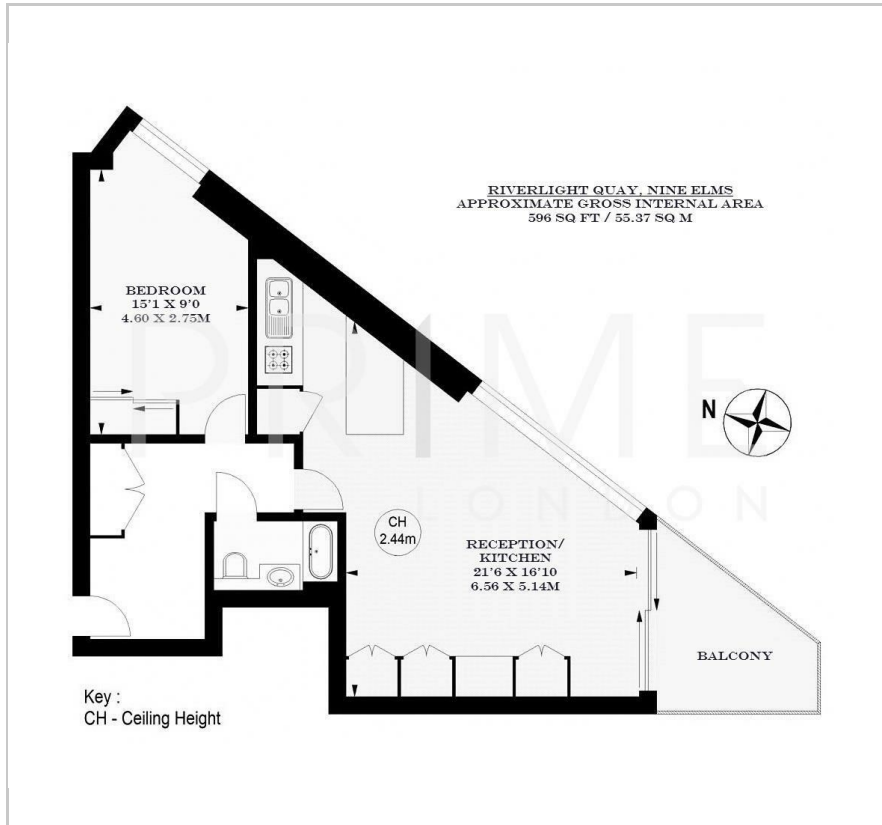 RIVERLIGHT QUAY, NINE ELMS
APPROXIMATE GROSS INTERNAL AREA
596 SQ FT / 55.37 SQ M
BEDROOM
15'1 X 9'0
4.60 X 2.75M
PRIME
LONDON
N
CH
2.44m
RECEPTION/
KITCHEN
21'6 X 16'10
6.56 X 5.14M
BALCONY
Key :
CH - Ceiling Height